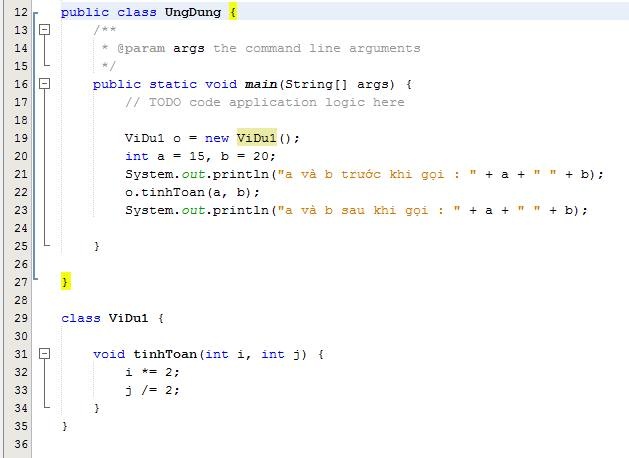 12 public class UngDung {
13 /**
14 * @param args the command line arguments
15 */
16 public static void main(String[] args) {
17 // TODO code application logic here
18
19 ViDu1 o = new ViDu1();
20 int a = 15, b = 20;
21 System.out.println("a và b trước khi gọi : " + a + " " + b);
22 o.tinhToan(a, b);
23 System.out.println("a và b sau khi gọi : " + a + " " + b);
24
25 }
26
27 }
28
29 class ViDu1 {
30
31 void tinhToan(int i, int j) {
32 i *= 2;
33 j /= 2;
34 }
35 }
36